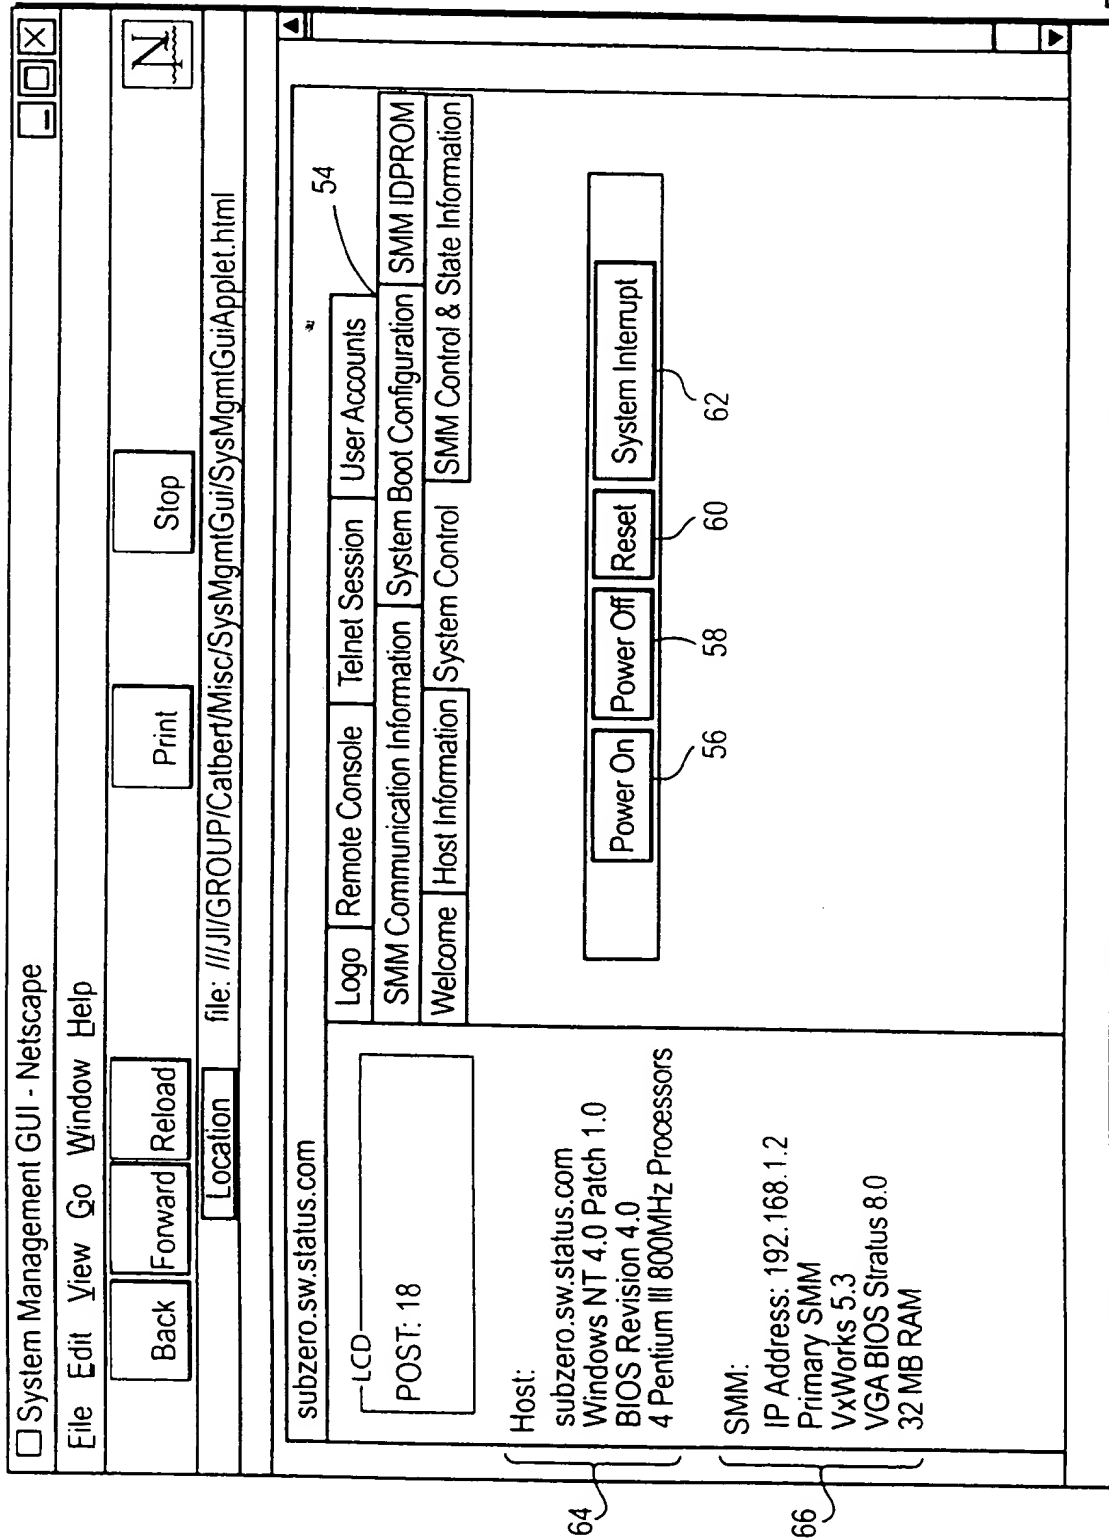 System Management GUI - Netscape
File Edit View Go Window Help
Back Forward Reload Print Stop N
Location file: ///JI/GROUP/Catbert/Misc/SysMgmtGui/SysMgmtGuiApplet.html
subzero.sw.status.com
LCD
POST: 18
Host:
subzero.sw.status.com
Windows NT 4.0 Patch 1.0
BIOS Revision 4.0
4 Pentium III 800MHz Processors
64
SMM:
IP Address: 192.168.1.2
Primary SMM
VxWorks 5.3
VGA BIOS Stratus 8.0
32 MB RAM
66
54
Logo Remote Console Telnet Session User Accounts
SMM Communication Information System Boot Configuration SMM IDPROM
Welcome Host Information System Control SMM Control & State Information
Power On Power Off Reset System Interrupt
56 58 60 62